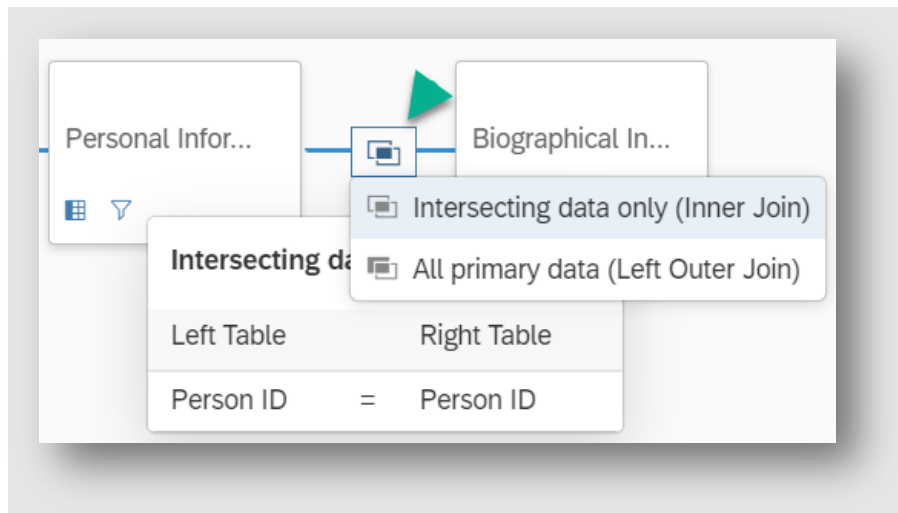 Personal Infor...
Biographical In...
Intersecting data only (Inner Join)
All primary data (Left Outer Join)
Intersecting da
Left Table Right Table
Person ID = Person ID